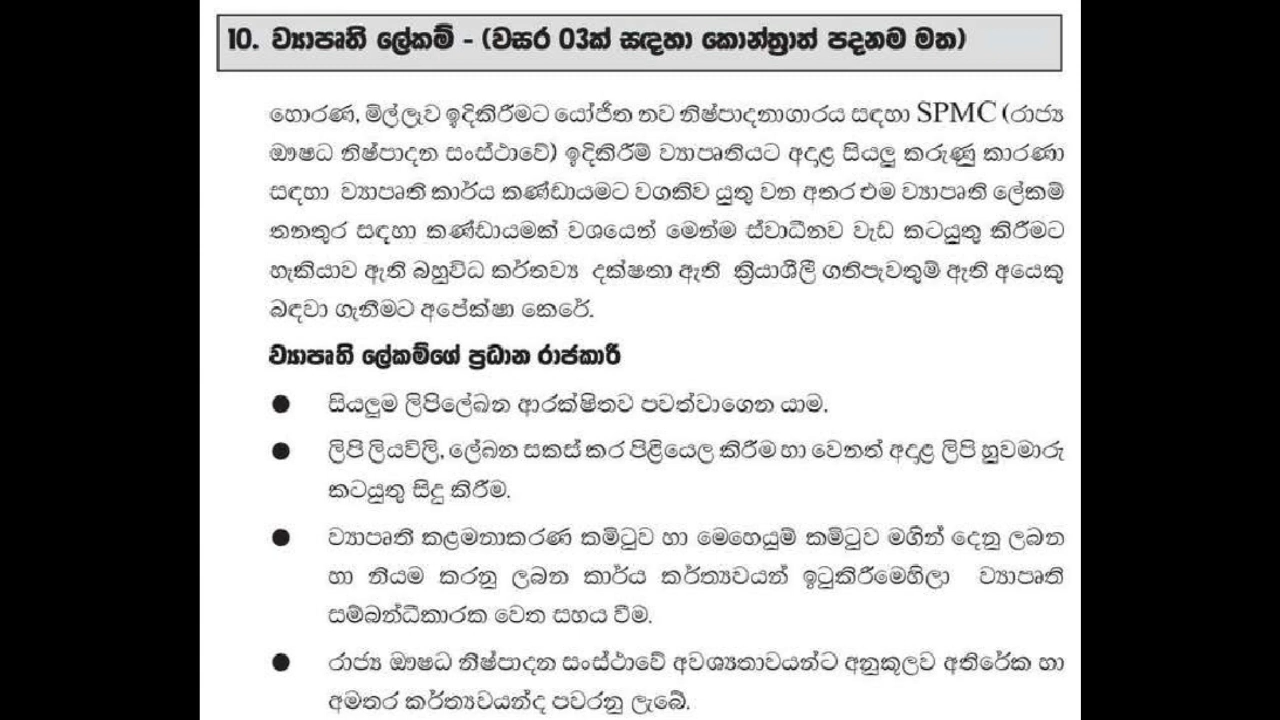 10. ව්‍යාපෘති ලේකම් - (වසර 03ක් සඳහා කොන්ත්‍රාත් පදනම මත)
හොරණ, මිල්ලෑව ඉදිකිරීමට යෝජිත නව නිෂ්පාදනාගාරය සඳහා SPMC (රාජ්‍ය
ඖෂධ නිෂ්පාදන සංස්ථාවේ) ඉදිකිරීම් ව්‍යාපෘතියට අදාළ සියලු කරුණු කාරණා
සඳහා ව්‍යාපෘති කාර්ය කණ්ඩායමට වගකිව යුතු වන අතර එම ව්‍යාපෘති ලේකම්
තනතුර සඳහා කණ්ඩායමක් වශයෙන් මෙන්ම ස්වාධීනව වැඩ කටයුතු කිරීමට
හැකියාව ඇති බහුවිධ කර්තව්‍ය දක්ෂතා ඇති ක්‍රියාශීලී ගතිපැවතුම් ඇති අයෙකු
බඳවා ගැනීමට අපේක්ෂා කෙරේ.
ව්‍යාපෘති ලේකම්ගේ ප්‍රධාන රාජකාරී
● සියලුම ලිපිලේඛන ආරක්ෂිතව පවත්වාගෙන යාම.
● ලිපි ලියවිලි, ලේඛන සකස් කර පිළියෙල කිරීම හා වෙනත් අදාළ ලිපි හුවමාරු
කටයුතු සිදු කිරීම.
● ව්‍යාපෘති කළමනාකරණ කමිටුව හා මෙහෙයුම් කමිටුව මගින් දෙනු ලබන
හා නියම කරනු ලබන කාර්ය කර්ත්‍යවයන් ඉටුකිරීමෙහිලා ව්‍යාපෘති
සම්බන්ධීකාරක වෙත සහය වීම.
● රාජ්‍ය ඖෂධ නිෂ්පාදන සංස්ථාවේ අවශ්‍යතාවයන්ට අනුකූලව අතිරේක හා
අමතර කර්ත්‍යවයන්ද පවරනු ලැබේ.